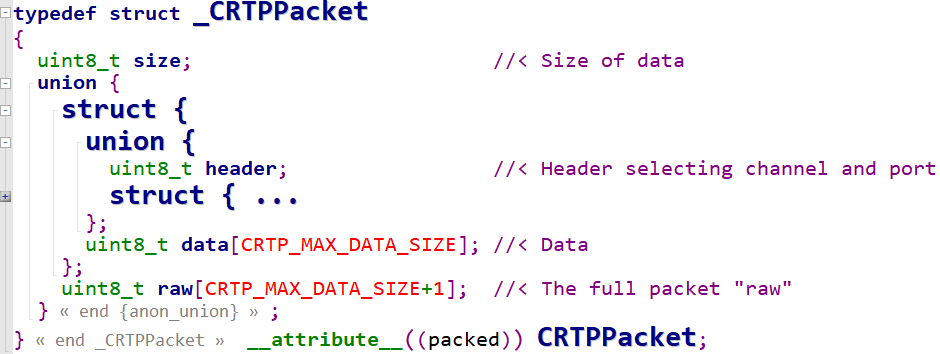 typedef struct _CRTPPacket
{
uint8_t size; //< Size of data
union {
struct {
union {
uint8_t header; //< Header selecting channel and port
struct { ...
};
uint8_t data[CRTP_MAX_DATA_SIZE]; //< Data
};
uint8_t raw[CRTP_MAX_DATA_SIZE+1]; //< The full packet "raw"
} « end {anon_union} » ;
} « end _CRTPPacket » __attribute__((packed)) CRTPPacket;